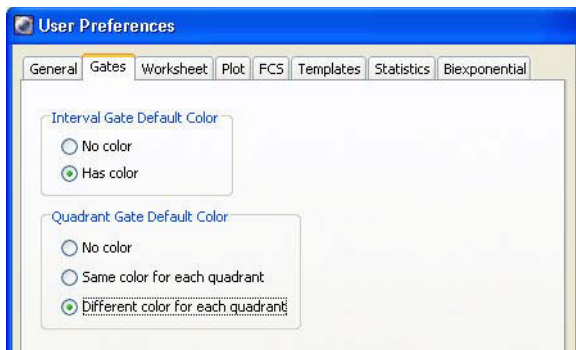 User Preferences
General Gates Worksheet Plot FCS Templates Statistics Biexponential
Interval Gate Default Color
No color
Has color
Quadrant Gate Default Color
No color
Same color for each quadrant
Different color for each quadrant